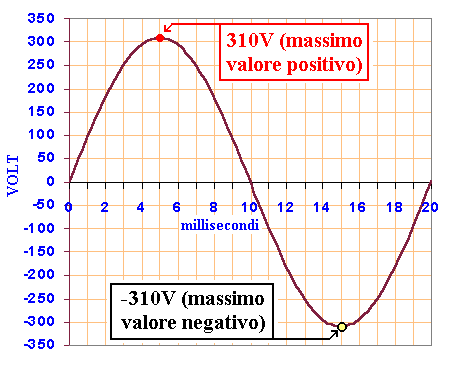 350
300
250
200
150
100
50
0
-50
-100
-150
-200
-250
-300
-350
VOLT
310V (massimo
valore positivo)
0 2 4 6 8 10 12 14 16 18 20
millisecondi
-310V (massimo
valore negativo)